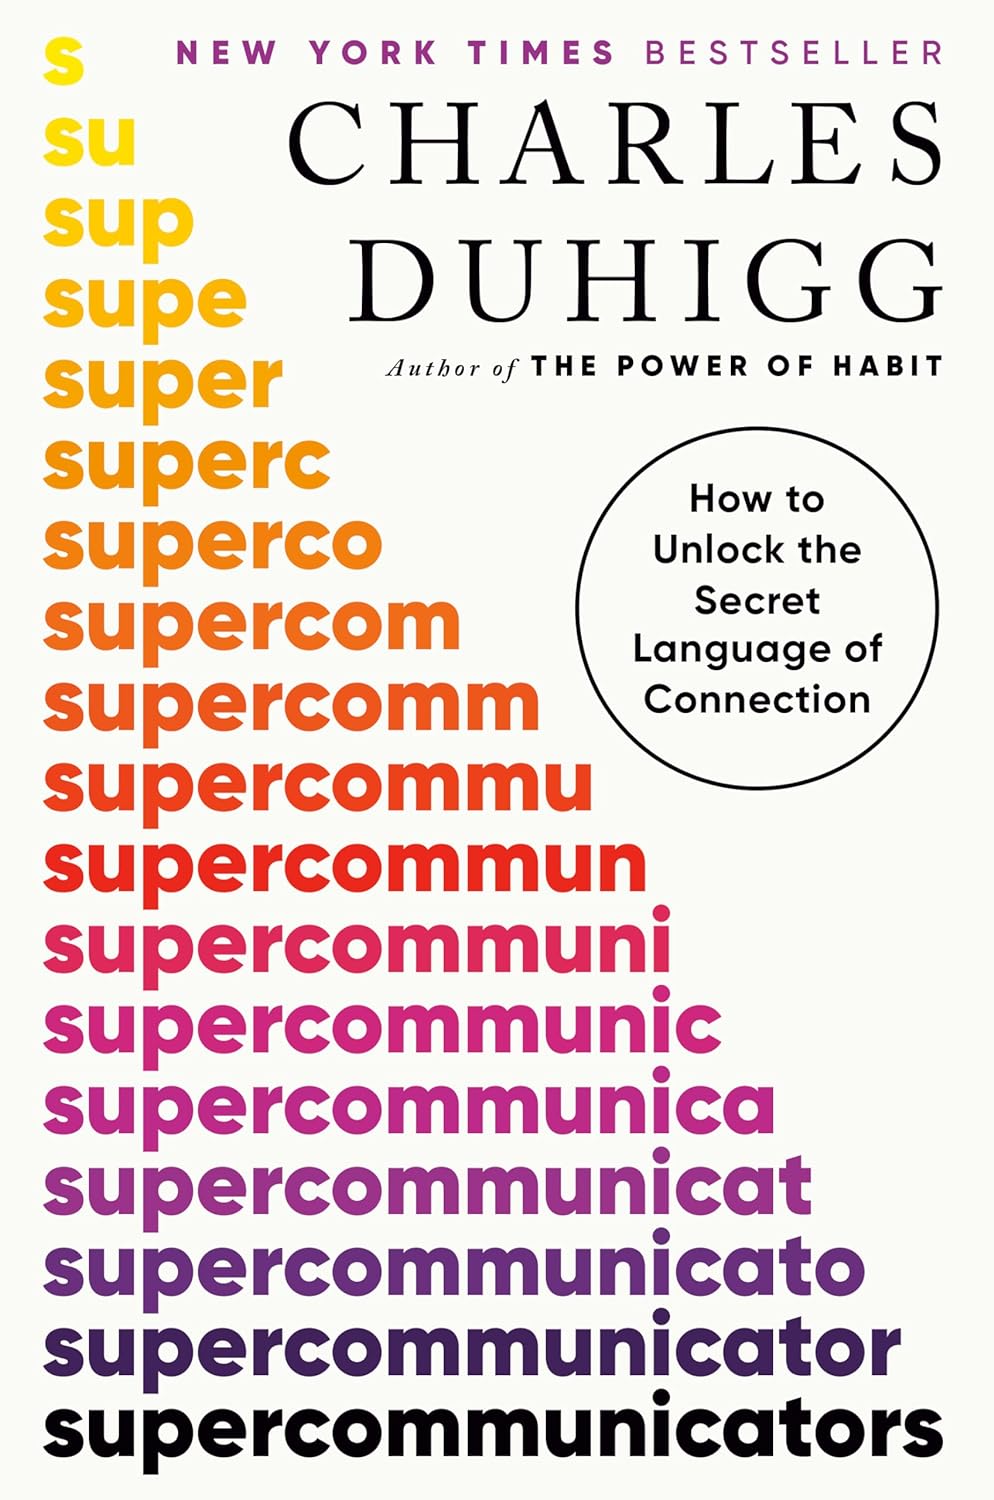 NEW YORK TIMES BESTSELLER
CHARLES
DUHIGG
Author of THE POWER OF HABIT
How to
Unlock the
Secret
Language of
Connection
s
su
sup
supe
super
superc
superco
supercom
supercomm
supercommu
supercommun
supercommuni
supercommunic
supercommunica
supercommunicat
supercommunicato
supercommunicator
supercommunicators